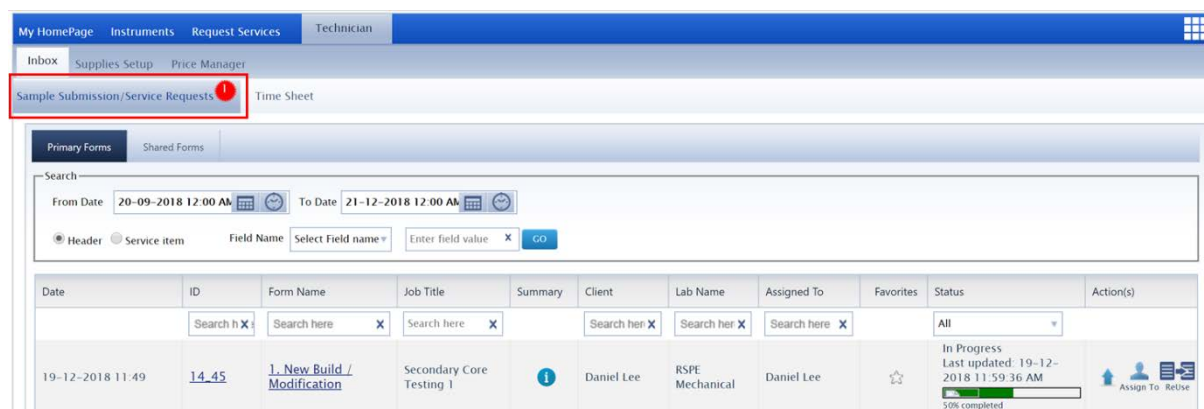 My HomePage Instruments Request Services Technician
Inbox Supplies Setup Price Manager
Sample Submission/Service Requests Time Sheet
Primary Forms Shared Forms
Search
From Date 20-09-2018 12:00 AM To Date 21-12-2018 12:00 AM
Header Service item Field Name Select Field name Enter field value X GO
Date ID Form Name Job Title Summary Client Lab Name Assigned To Favorites Status Action(s)
Search h X Search here X Search here X Search her X Search her X Search here X All
In Progress
1. New Build / Secondary Core RSPE Last updated: 19-12-
19-12-2018 11:49 14_45 Modification Testing 1 i Daniel Lee Mechanical Daniel Lee 2018 11:59:36 AM Assign To ReUse
50% completed